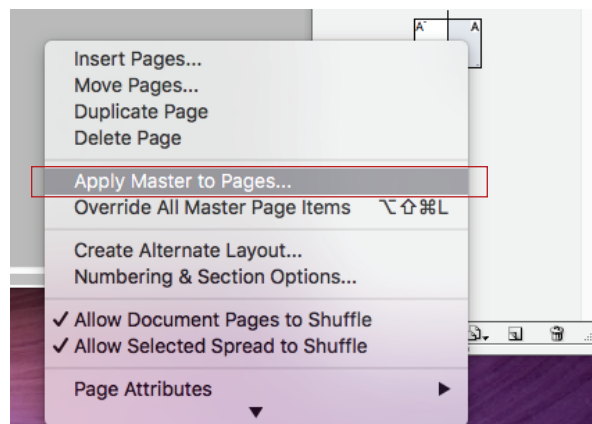 A A
Insert Pages...
Move Pages...
Duplicate Page
Delete Page
Apply Master to Pages...
Override All Master Page Items ⌥⇧⌘L
Create Alternate Layout...
Numbering & Section Options...
✓ Allow Document Pages to Shuffle
✓ Allow Selected Spread to Shuffle
Page Attributes ▶